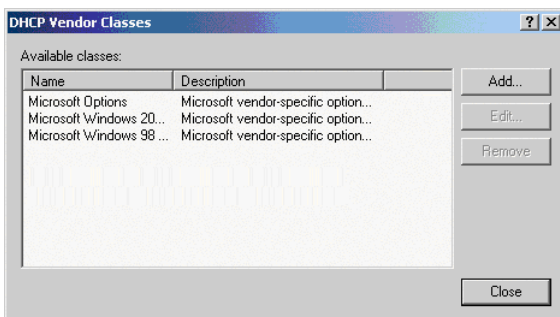 DHCP Vendor Classes
Available classes:
Name Description
Microsoft Options Microsoft vendor-specific option...
Microsoft Windows 20... Microsoft vendor-specific option...
Microsoft Windows 98 ... Microsoft vendor-specific option...
Add...
Edit...
Remove
Close